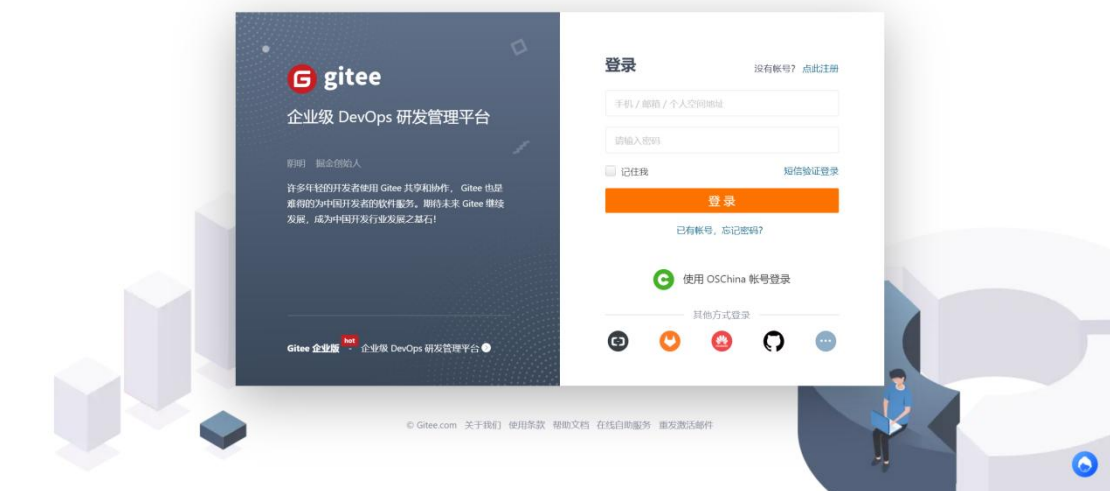 gitee
企业级 DevOps 研发管理平台
阴明 掘金创始人
许多年轻的开发者使用 Gitee 共享和协作， Gitee 也是
难得的为中国开发者的软件服务。期待未来 Gitee 继续
发展，成为中国开发行业发展之基石！
hot
Gitee 企业版 - 企业级 DevOps 研发管理平台
登录
没有帐号？ 点此注册
手机 / 邮箱 / 个人空间地址
请输入密码
记住我 短信验证登录
登 录
已有帐号，忘记密码?
使用 OSChina 帐号登录
其他方式登录
© Gitee.com 关于我们 使用条款 帮助文档 在线自助服务 重发激活邮件